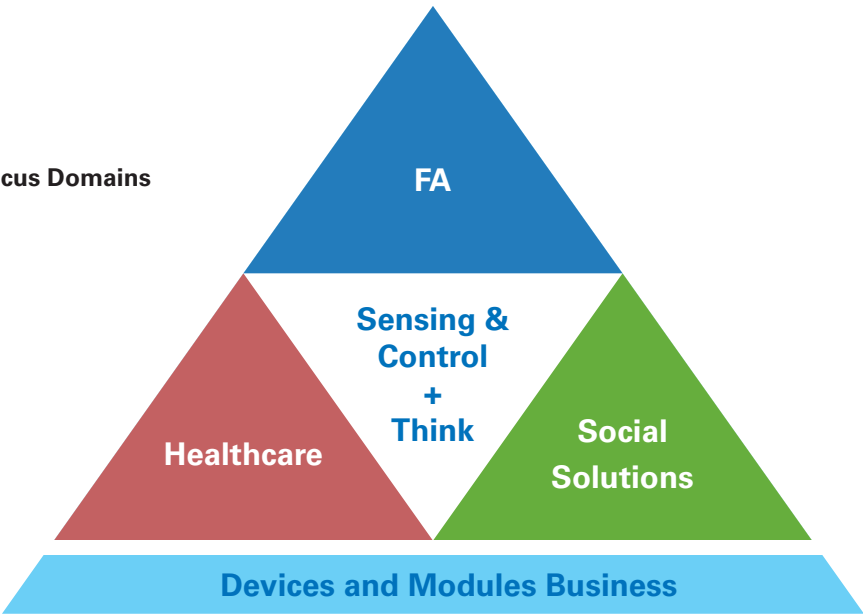 FA
cus Domains
Sensing &
Control
+
Think
Healthcare
Social
Solutions
Devices and Modules Business